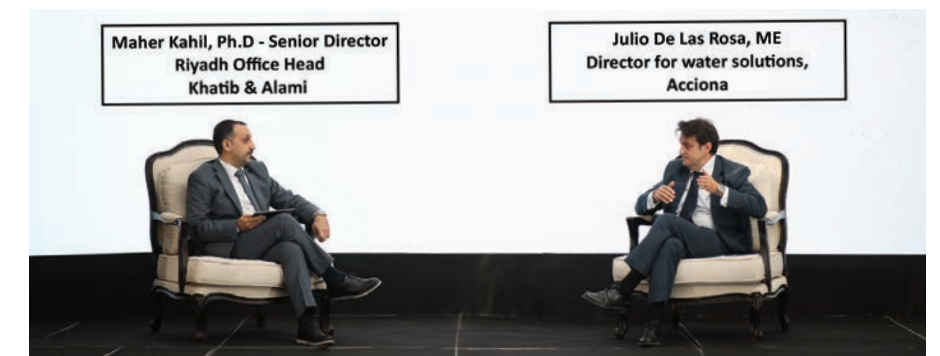 Maher Kahil, Ph.D - Senior Director
Riyadh Office Head
Khatib & Alami
Julio De Las Rosa, ME
Director for water solutions,
Acciona